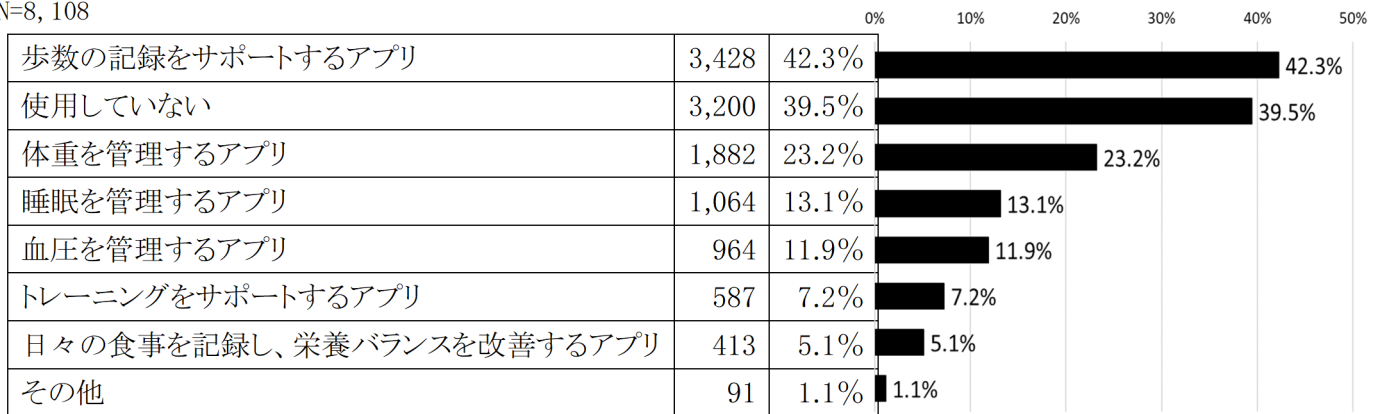 N=8,108
0% 10% 20% 30% 40% 50%
歩数の記録をサポートするアプリ 3,428 42.3% 42.3%
使用していない 3,200 39.5% 39.5%
体重を管理するアプリ 1,882 23.2% 23.2%
睡眠を管理するアプリ 1,064 13.1% 13.1%
血圧を管理するアプリ 964 11.9% 11.9%
トレーニングをサポートするアプリ 587 7.2% 7.2%
日々の食事を記録し、栄養バランスを改善するアプリ 413 5.1% 5.1%
その他 91 1.1% 1.1%